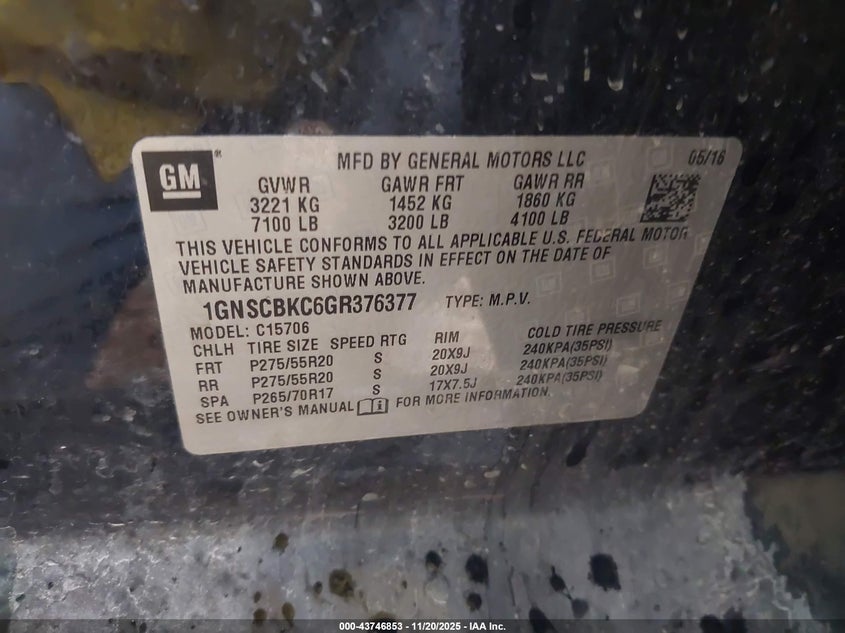 GM ® MFD BY GENERAL MOTORS LLC 05/16
GVWR GAWR FRT GAWR RR
3221 KG 1452 KG 1860 KG
7100 LB 3200 LB 4100 LB
THIS VEHICLE CONFORMS TO ALL APPLICABLE U.S. FEDERAL MOTOR
VEHICLE SAFETY STANDARDS IN EFFECT ON THE DATE OF
MANUFACTURE SHOWN ABOVE.
1GNSCBKC6GR376377 TYPE: M.P.V.
MODEL: C15706
CHLH TIRE SIZE SPEED RTG RIM COLD TIRE PRESSURE
FRT P275/55R20 S 20X9J 240KPA(35PSI)
RR P275/55R20 S 20X9J 240KPA(35PSI)
SPA P265/70R17 S 17X7.5J 240KPA(35PSI)
SEE OWNER'S MANUAL FOR MORE INFORMATION.
000-43746853 - 11/20/2025 - IAA Inc.